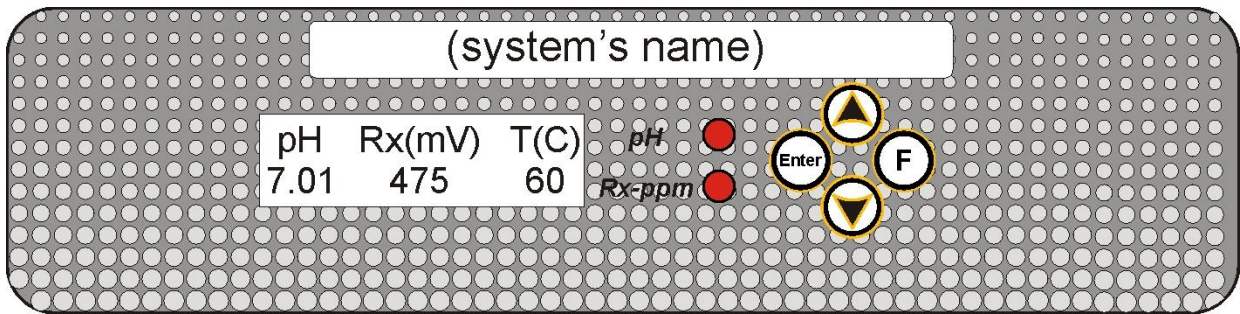 (system's name)
pH Rx(mV) T(C)
7.01 475 60
pH
Rx-ppm
Enter
F